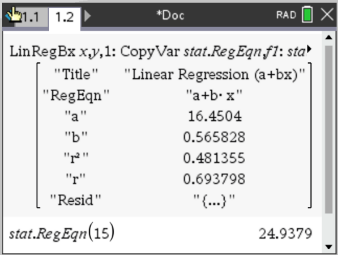 1.1 1.2 *Doc RAD
LinRegBx x,y,1: CopyVar stat.RegEqn,f1: sta
"Title" "Linear Regression (a+bx)"
"RegEqn" "a+b·x"
"a" 16.4504
"b" 0.565828
"r²" 0.481355
"r" 0.693798
"Resid" "{...}"
stat.RegEqn(15) 24.9379